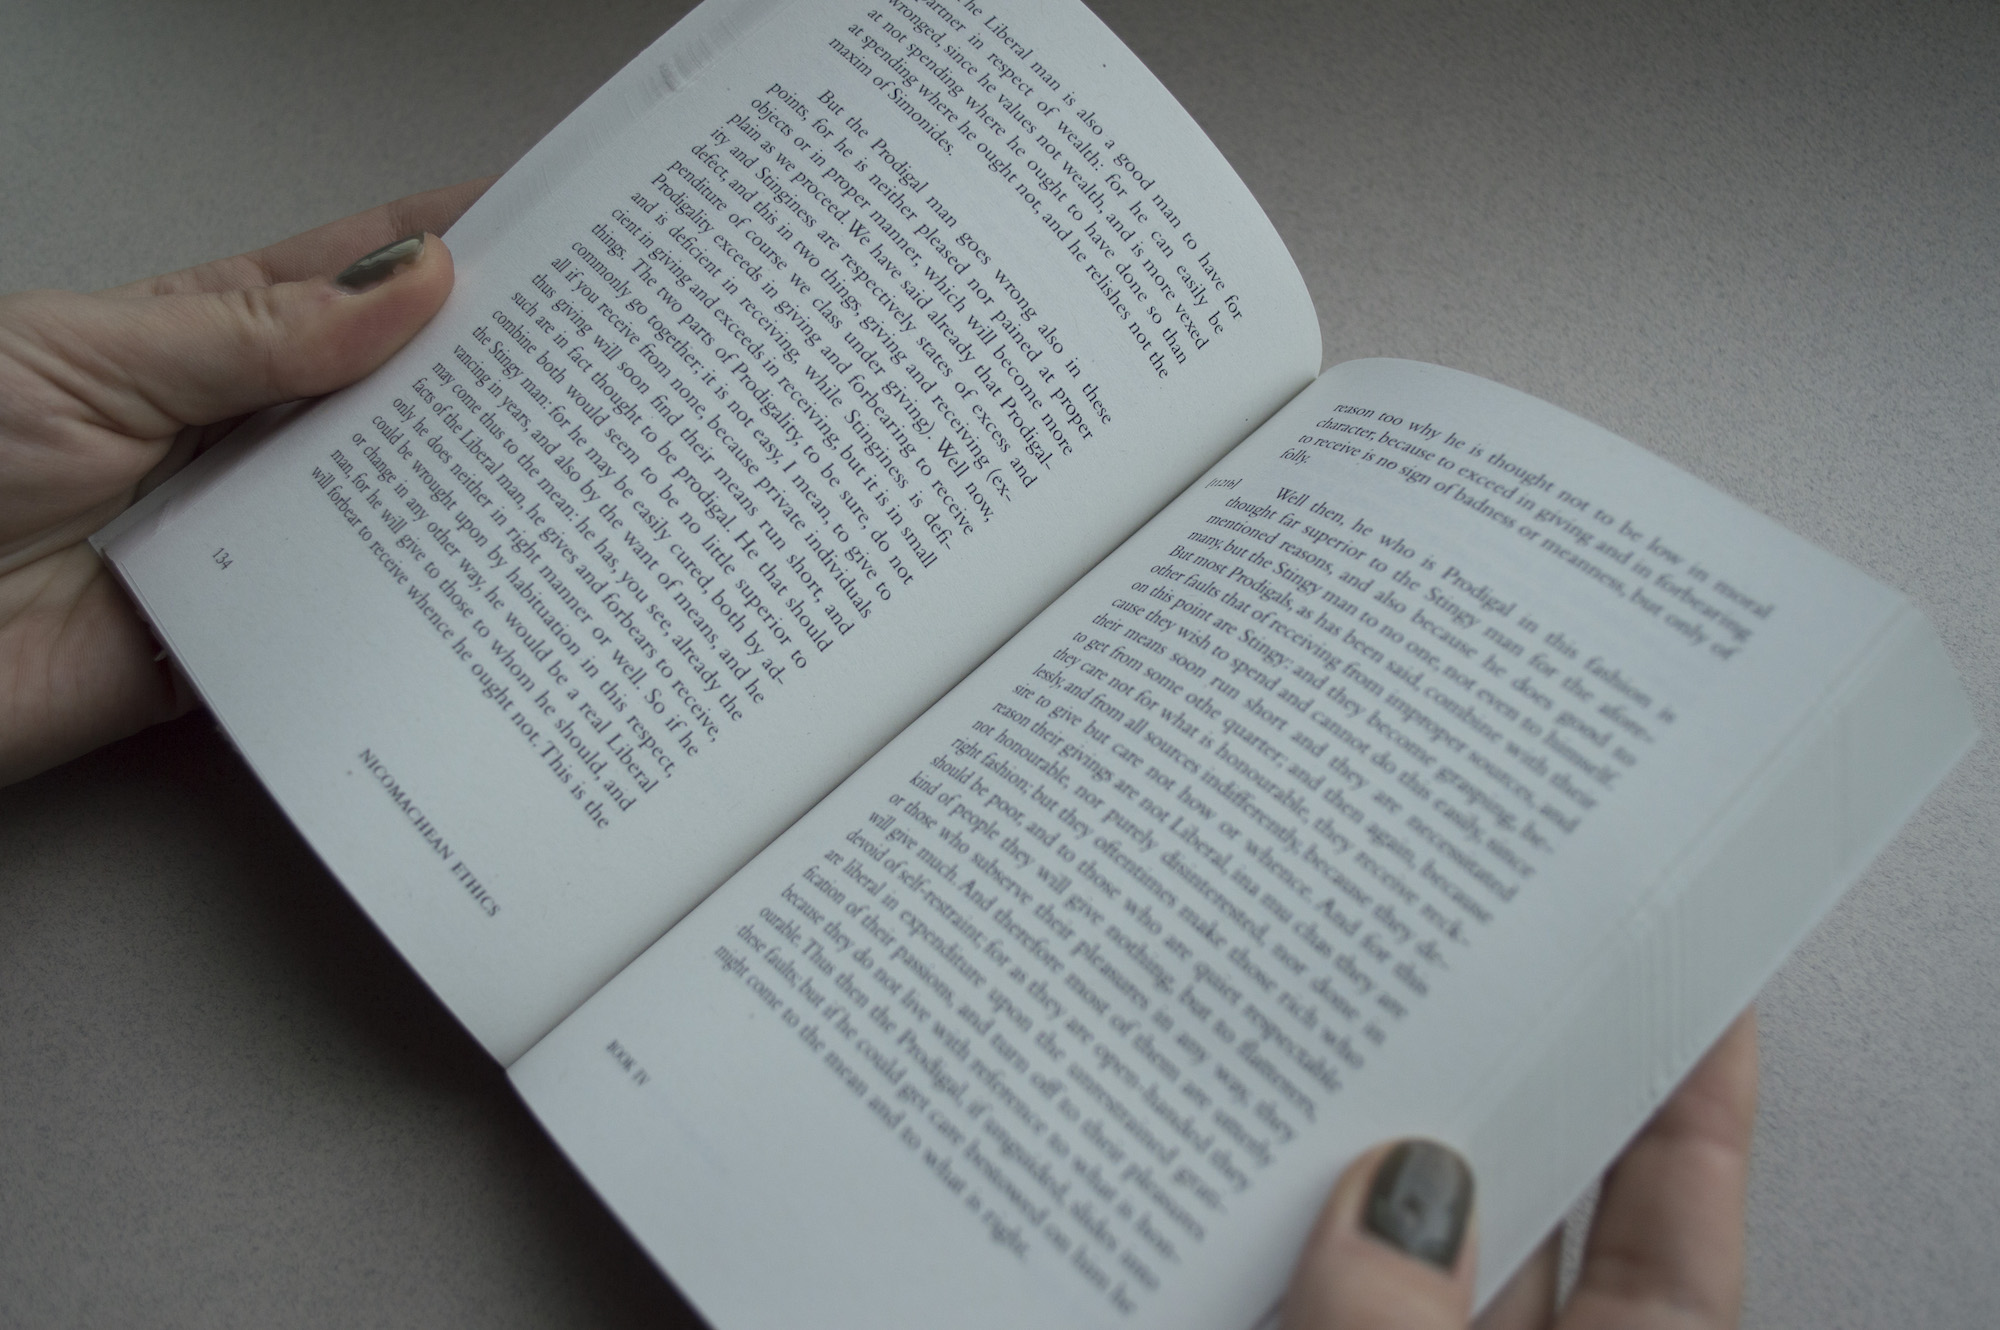 The Liberal man is also a good man to have for
partner in respect of wealth: for he can easily be
wronged, since he values not wealth, and is more vexed
at not spending where he ought to have done so than
at spending where he ought not, and he relishes not the
maxim of Simonides.
But the Prodigal man goes wrong also in these
points, for he is neither pleased nor pained at proper
objects or in proper manner, which will become more
plain as we proceed. We have said already that Prodigal-
ity and Stinginess are respectively states of excess and
defect, and this in two things, giving and receiving (ex-
penditure of course we class under giving). Well now,
Prodigality exceeds in giving and forbearing to receive
and is deficient in receiving, while Stinginess is defi-
cient in giving and exceeds in receiving, but it is in small
things. The two parts of Prodigality, to be sure, do not
commonly go together; it is not easy, I mean, to give to
all if you receive from none, because private individuals
thus giving will soon find their means run short, and
such are in fact thought to be prodigal. He that should
combine both would seem to be no little superior to
the Stingy man: for he may be easily cured, both by ad-
vancing in years, and also by the want of means, and he
may come thus to the mean: he has, you see, already the
facts of the Liberal man, he gives and forbears to receive,
only he does neither in right manner or well. So if he
could be wrought upon by habituation in this respect,
or change in any other way, he would be a real Liberal
man, for he will give to those to whom he should, and
will forbear to receive whence he ought not. This is the
134
NICOMACHEAN ETHICS
reason too why he is thought not to be low in moral
character, because to exceed in giving and in forbearing
to receive is no sign of badness or meanness, but only of
folly.
[1121b]
Well then, he who is Prodigal in this fashion is
thought far superior to the Stingy man for the afore-
mentioned reasons, and also because he does good to
many, but the Stingy man to no one, not even to himself.
But most Prodigals, as has been said, combine with their
other faults that of receiving from improper sources, and
on this point are Stingy: and they become grasping, be-
cause they wish to spend and cannot do this easily, since
their means soon run short and they are necessitated
to get from some othe quarter; and then again, because
they care not for what is honourable, they receive reck-
lessly, and from all sources indifferently, because they de-
sire to give but care not how or whence. And for this
reason their givings are not Liberal, ina mu chas they are
not honourable, nor purely disinterested, not done in
right fashion; but they oftentimes make those rich who
should be poor, and to those who are quiet respectable
kind of people they will give nothing, but to flatterers,
or those who subserve their pleasures in any way, they
will give much. And therefore most of them are utterly
devoid of self-restraint; for as they are open-handed they
are liberal in expenditure upon the unrestrained grati-
fication of their passions, and turn off to their pleasures
because they do not live with reference to what is hon-
ourable. Thus then the Prodigal, if unguided, slides into
these faults; but if he could get care bestowed on him he
might come to the mean and to what is right.
BOOK IV